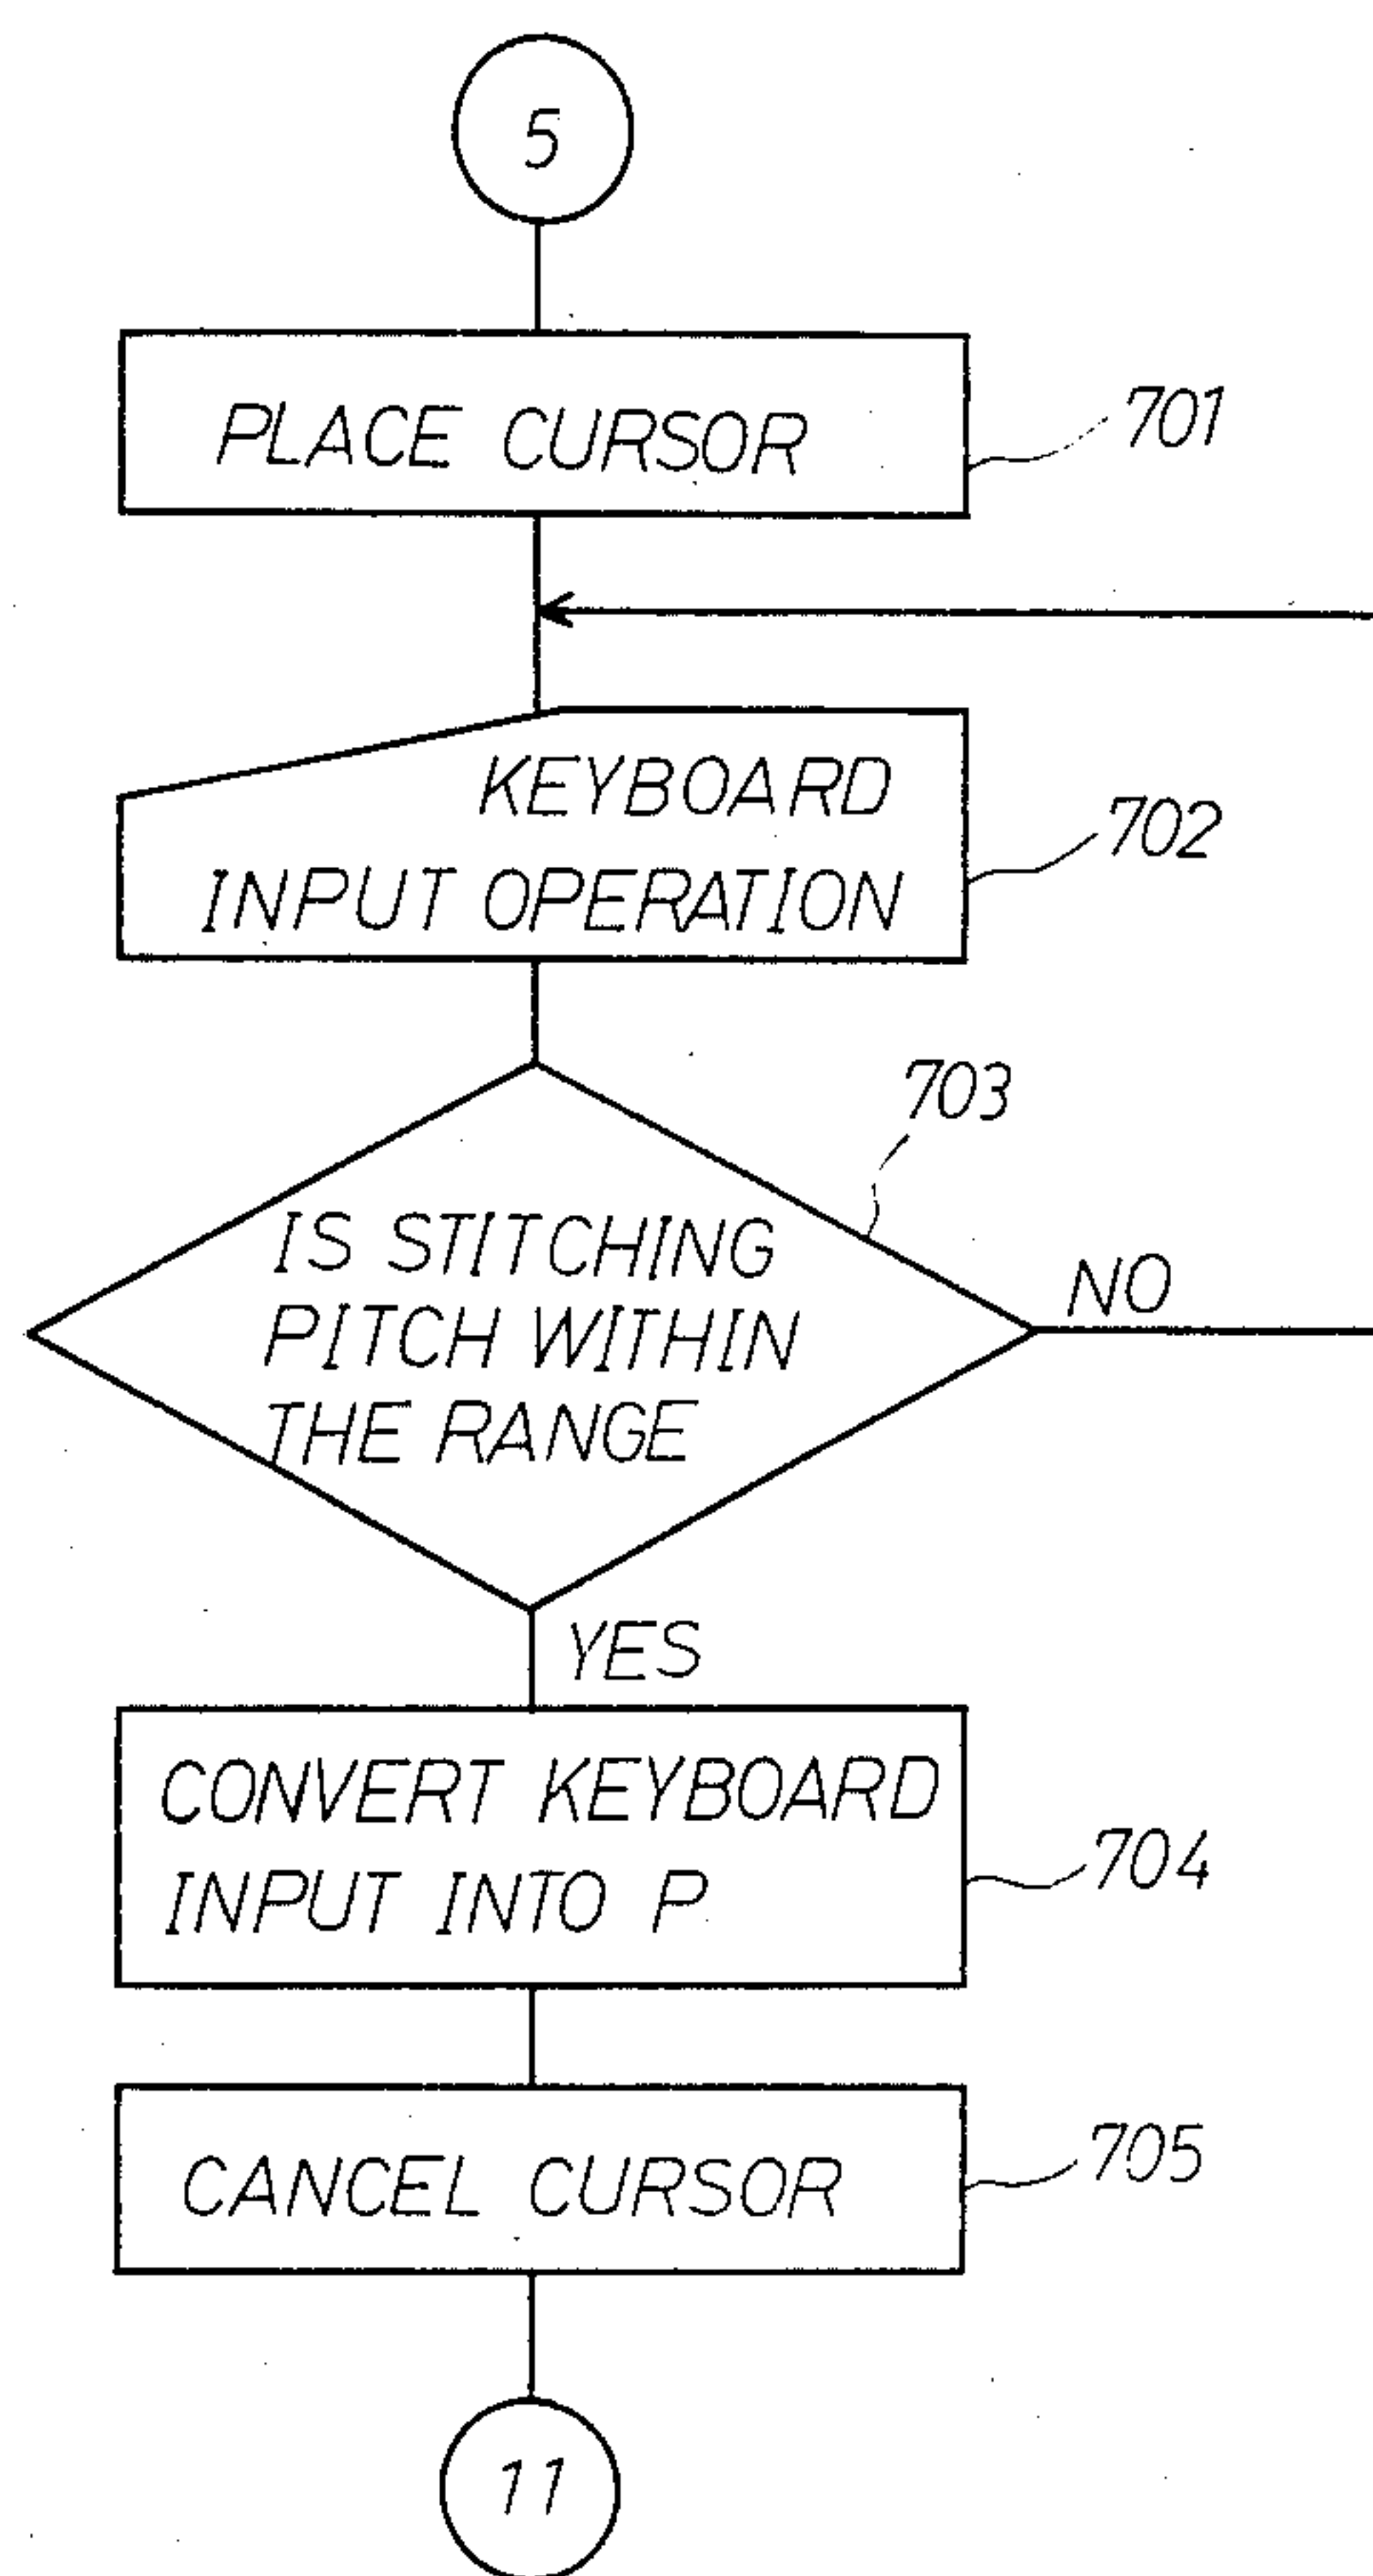 5
PLACE CURSOR
701
KEYBOARD
INPUT OPERATION
702
703
IS STITCHING
PITCH WITHIN
THE RANGE
NO
YES
CONVERT KEYBOARD
INPUT INTO P
704
CANCEL CURSOR
705
11